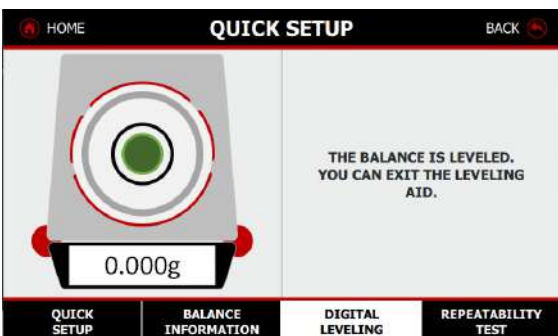 HOME
QUICK SETUP
BACK
THE BALANCE IS LEVELED.
YOU CAN EXIT THE LEVELING
AID.
0.000g
QUICK
SETUP
BALANCE
INFORMATION
DIGITAL
LEVELING
REPEATABILITY
TEST